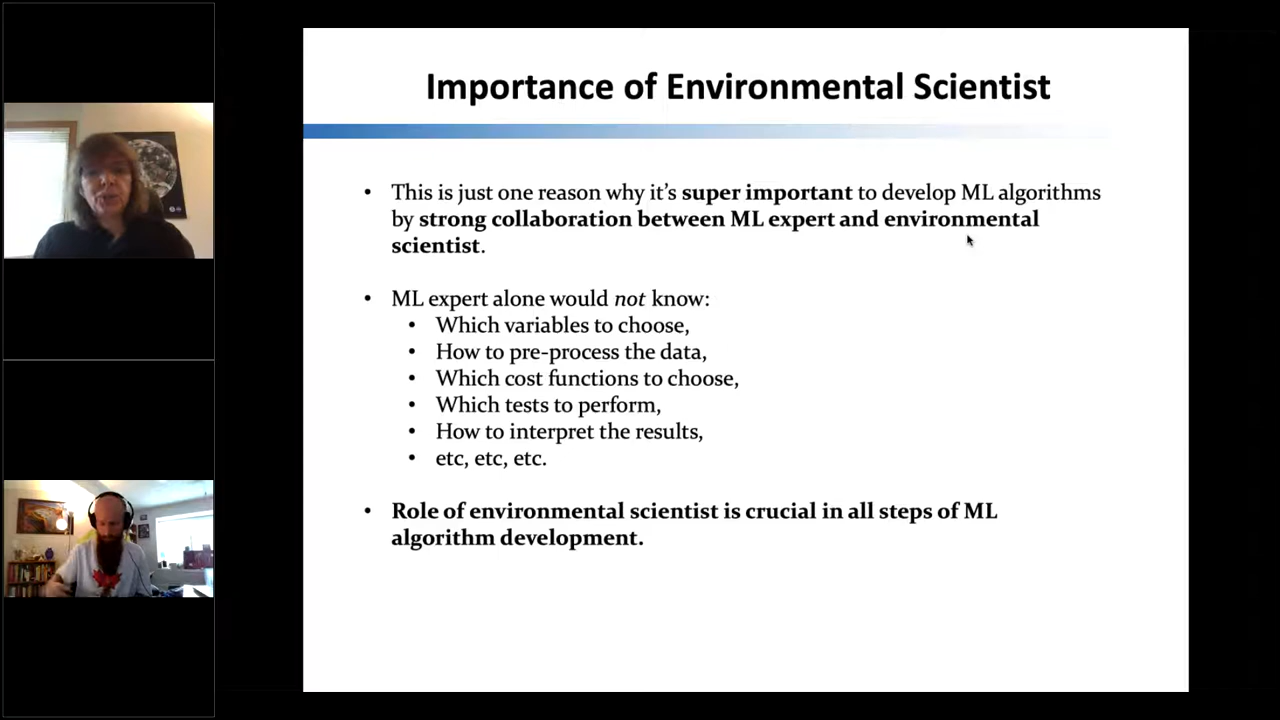 Importance of Environmental Scientist
• This is just one reason why it's super important to develop ML algorithms
by strong collaboration between ML expert and environmental
scientist.
• ML expert alone would not know:
• Which variables to choose,
• How to pre-process the data,
• Which cost functions to choose,
• Which tests to perform,
• How to interpret the results,
• etc, etc, etc.
• Role of environmental scientist is crucial in all steps of ML
algorithm development.